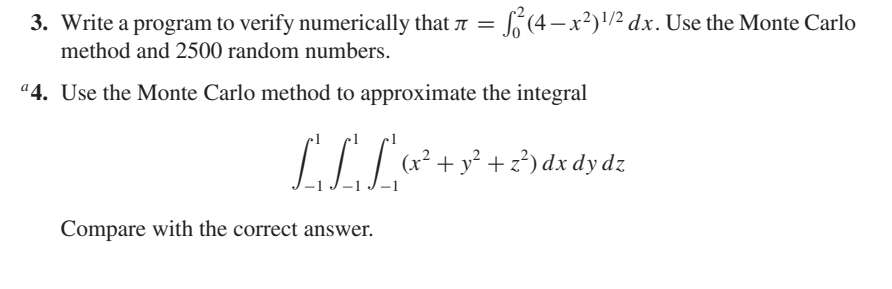 3. Write a program to verify numerically that π = ∫₀²(4 − x²)^{1/2} dx. Use the Monte Carlo
method and 2500 random numbers.
ᵃ4. Use the Monte Carlo method to approximate the integral
∫₋₁¹ ∫₋₁¹ ∫₋₁¹ (x² + y² + z²) dx dy dz
Compare with the correct answer.